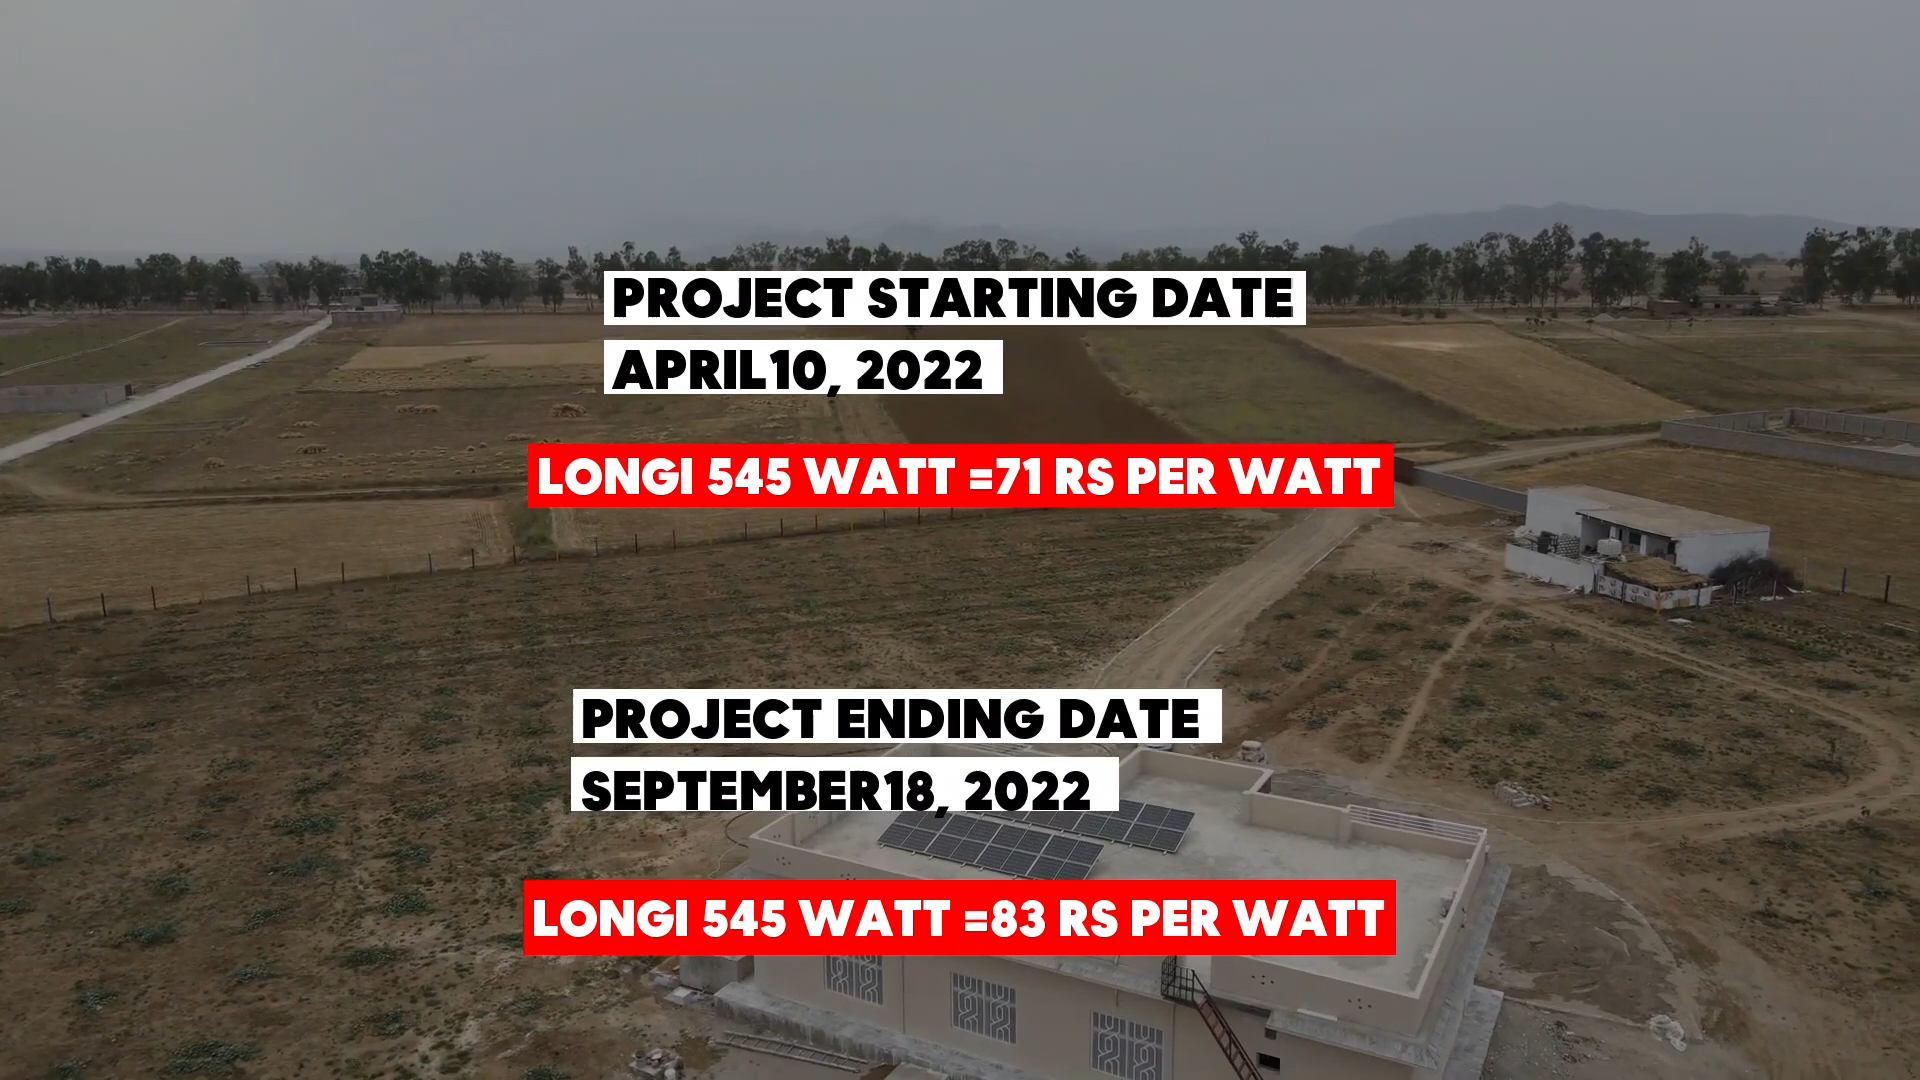 PROJECT STARTING DATE
APRIL10, 2022
LONGI 545 WATT =71 RS PER WATT
PROJECT ENDING DATE
SEPTEMBER18, 2022
LONGI 545 WATT =83 RS PER WATT